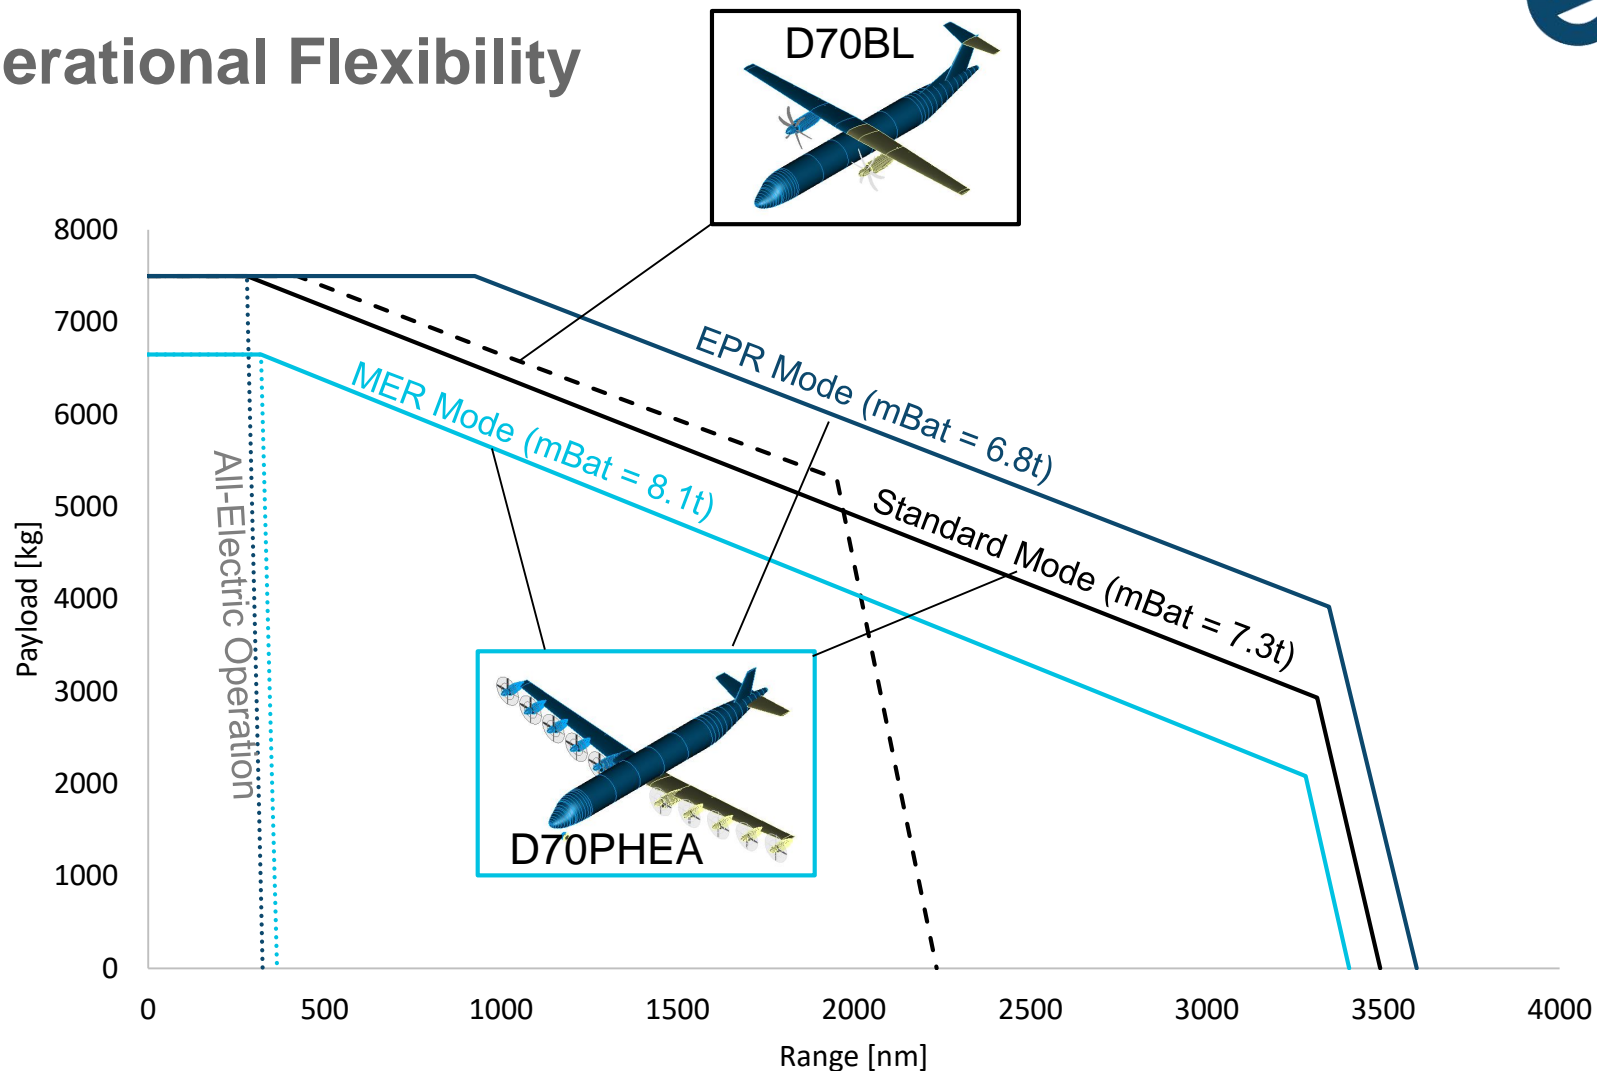 erational Flexibility
D70BL
8000
7000
6000
5000
4000
3000
2000
1000
0
Payload [kg]
EPR Mode (mBat = 6.8t)
MER Mode (mBat = 8.1t)
Standard Mode (mBat = 7.3t)
All-Electric Operation
D70PHEA
0 500 1000 1500 2000 2500 3000 3500 4000
Range [nm]